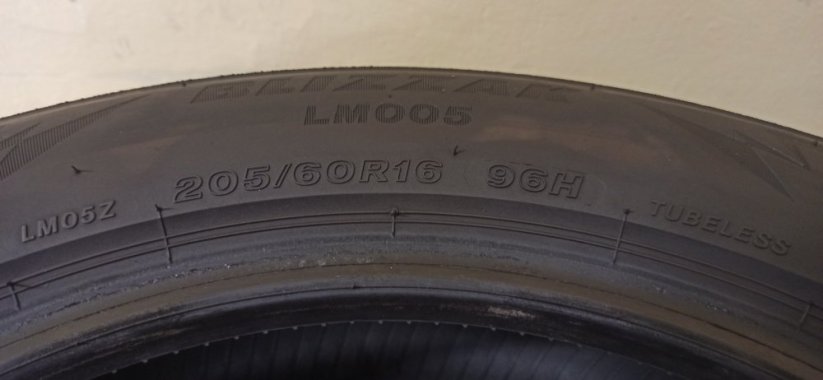 BLIZZAK
LM005
205/60R16 96H
LM05Z
TUBELESS